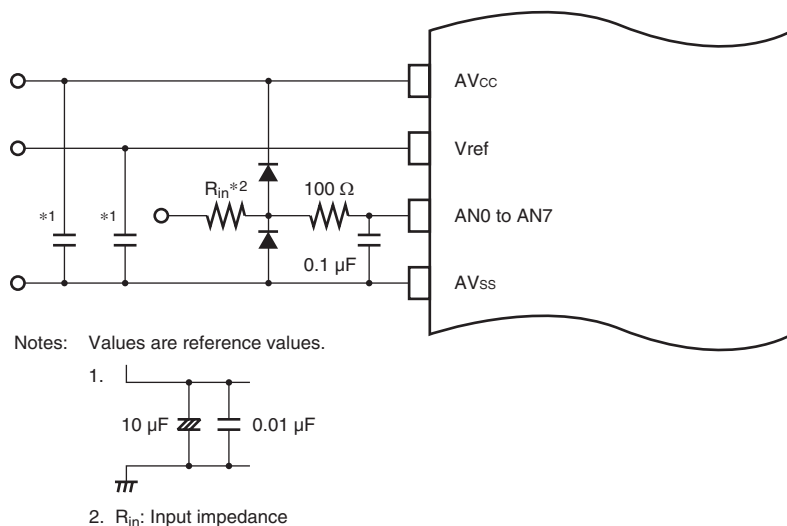 AVcc
Vref
Rin*2
100 Ω
*1
*1
AN0 to AN7
0.1 µF
AVss
Notes: Values are reference values.
1.
10 µF
0.01 µF
2. Rin: Input impedance